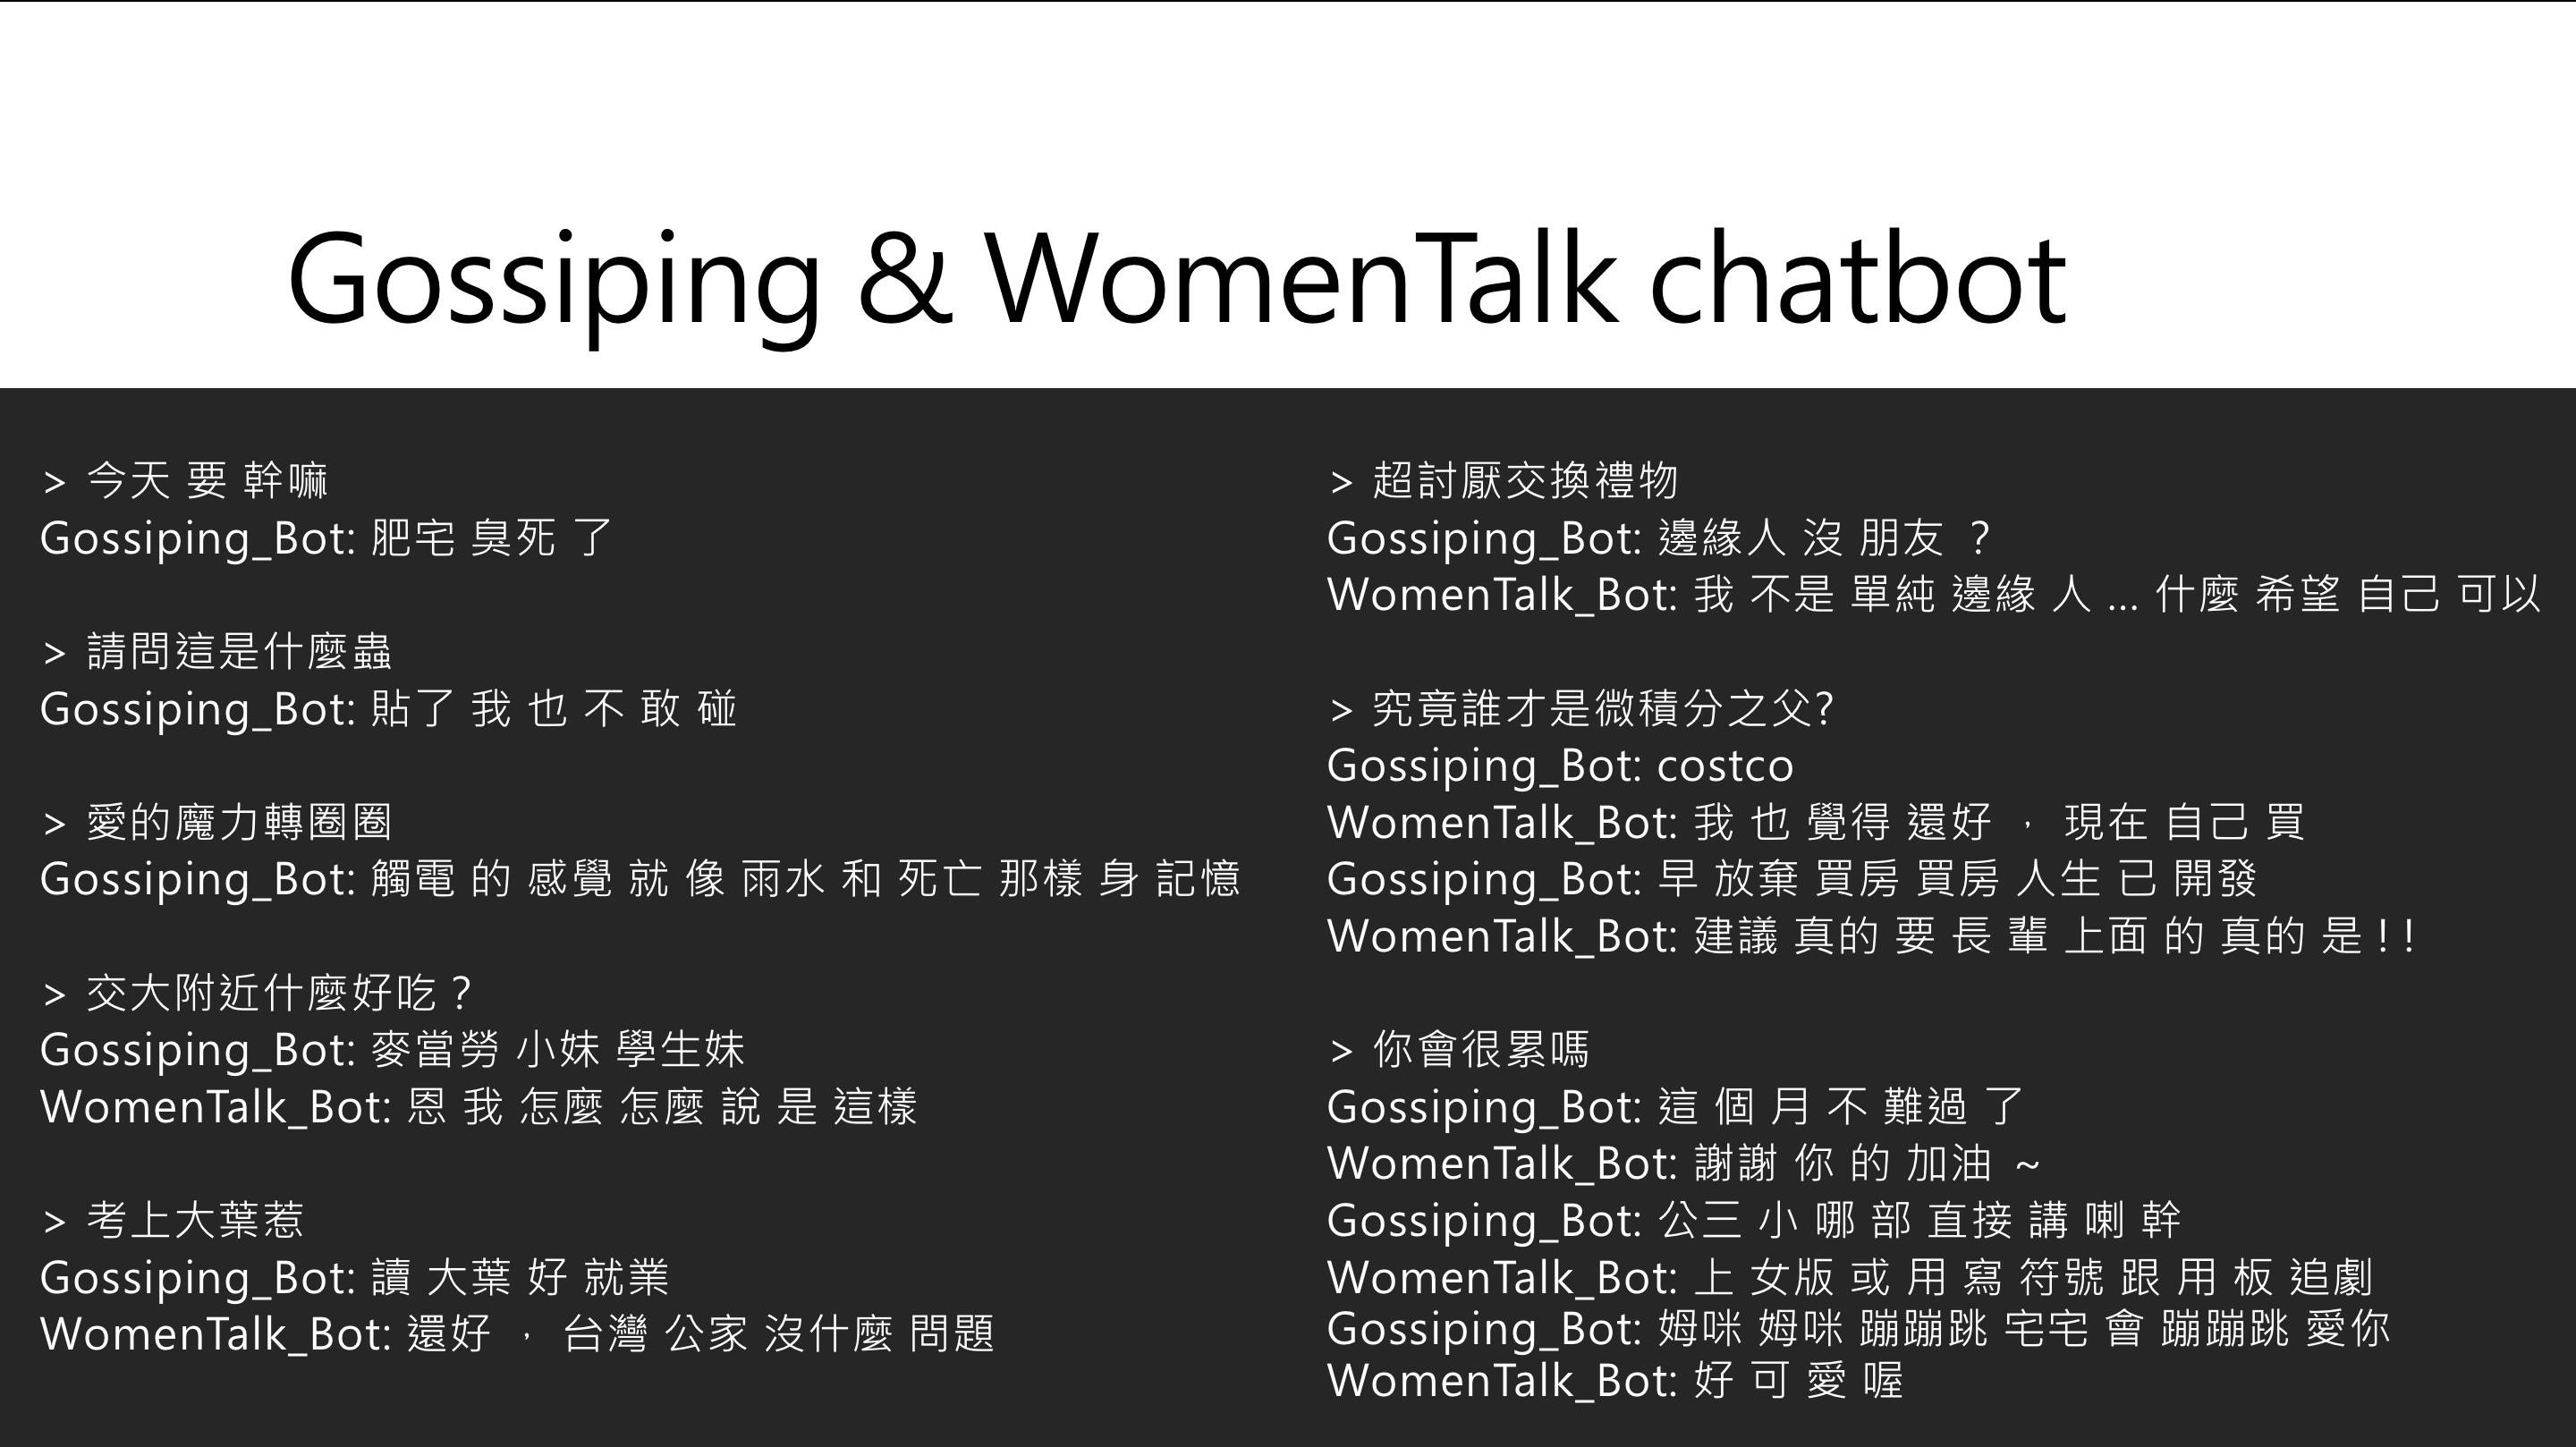 Gossiping & WomenTalk chatbot
> 今天 要 幹嘛
Gossiping_Bot: 肥宅 臭死 了
> 請問這是什麼蟲
Gossiping_Bot: 貼了 我 也 不 敢 碰
> 愛的魔力轉圈圈
Gossiping_Bot: 觸電 的 感覺 就 像 雨水 和 死亡 那樣 身 記憶
> 交大附近什麼好吃？
Gossiping_Bot: 麥當勞 小妹 學生妹
WomenTalk_Bot: 恩 我 怎麼 怎麼 說 是 這樣
> 考上大葉惹
Gossiping_Bot: 讀 大葉 好 就業
WomenTalk_Bot: 還好 ， 台灣 公家 沒什麼 問題
> 超討厭交換禮物
Gossiping_Bot: 邊緣人 沒 朋友 ？
WomenTalk_Bot: 我 不是 單純 邊緣 人 ... 什麼 希望 自己 可以
> 究竟誰才是微積分之父?
Gossiping_Bot: costco
WomenTalk_Bot: 我 也 覺得 還好 ， 現在 自己 買
Gossiping_Bot: 早 放棄 買房 買房 人生 已 開發
WomenTalk_Bot: 建議 真的 要 長 輩 上面 的 真的 是 ! !
> 你會很累嗎
Gossiping_Bot: 這 個 月 不 難過 了
WomenTalk_Bot: 謝謝 你 的 加油 ~
Gossiping_Bot: 公三 小 哪 部 直接 講 喇 幹
WomenTalk_Bot: 上 女版 或 用 寫 符號 跟 用 板 追劇
Gossiping_Bot: 姆咪 姆咪 蹦蹦跳 宅宅 會 蹦蹦跳 愛你
WomenTalk_Bot: 好 可 愛 喔